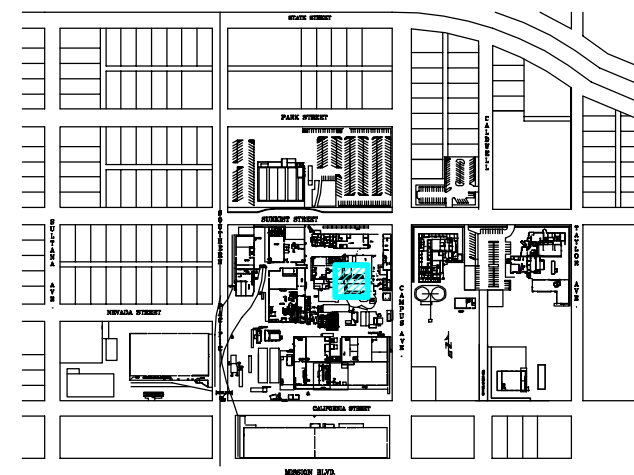 STATE STREET
PARK STREET
CALDWELL
SUNKIST STREET
SULTANA AVE.
SOUTHERN
TAYLOR AVE.
CAMPUS AVE.
NEVADA STREET
CALIFORNIA STREET
MISSION BLVD.